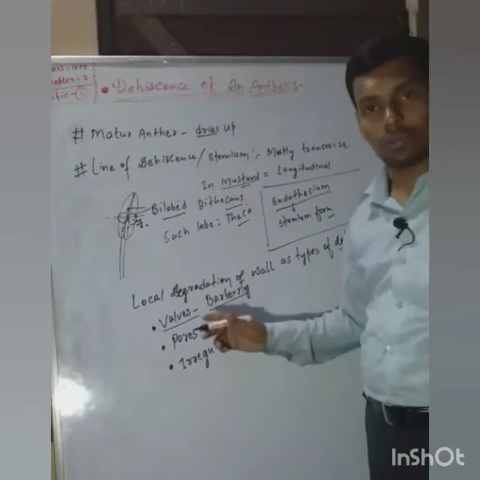 • Dehiscence of An Anthers-
# Matur Anther - dries up
# Line of Dehiscence/Stomium:- Mostly transverse
In Mustard = Longitudinal
Bilobed Dithecous
Each lobe = Theca
Endothecium
Stomium form
Local degradation of wall as types of
• Valves - Barberry
• Pores
• Irregu
InShOt